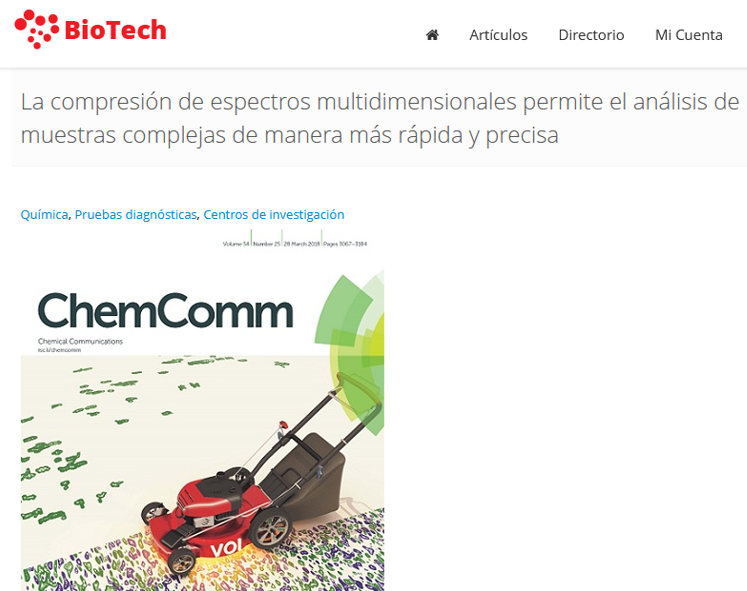 BioTech
Artículos Directorio Mi Cuenta
La compresión de espectros multidimensionales permite el análisis de
muestras complejas de manera más rápida y precisa
Química, Pruebas diagnósticas, Centros de investigación
Volume 54 Number 25 28 March 2018 Pages 3067–3184
ChemComm
Chemical Communications
rsc.li/chemcomm
VOI